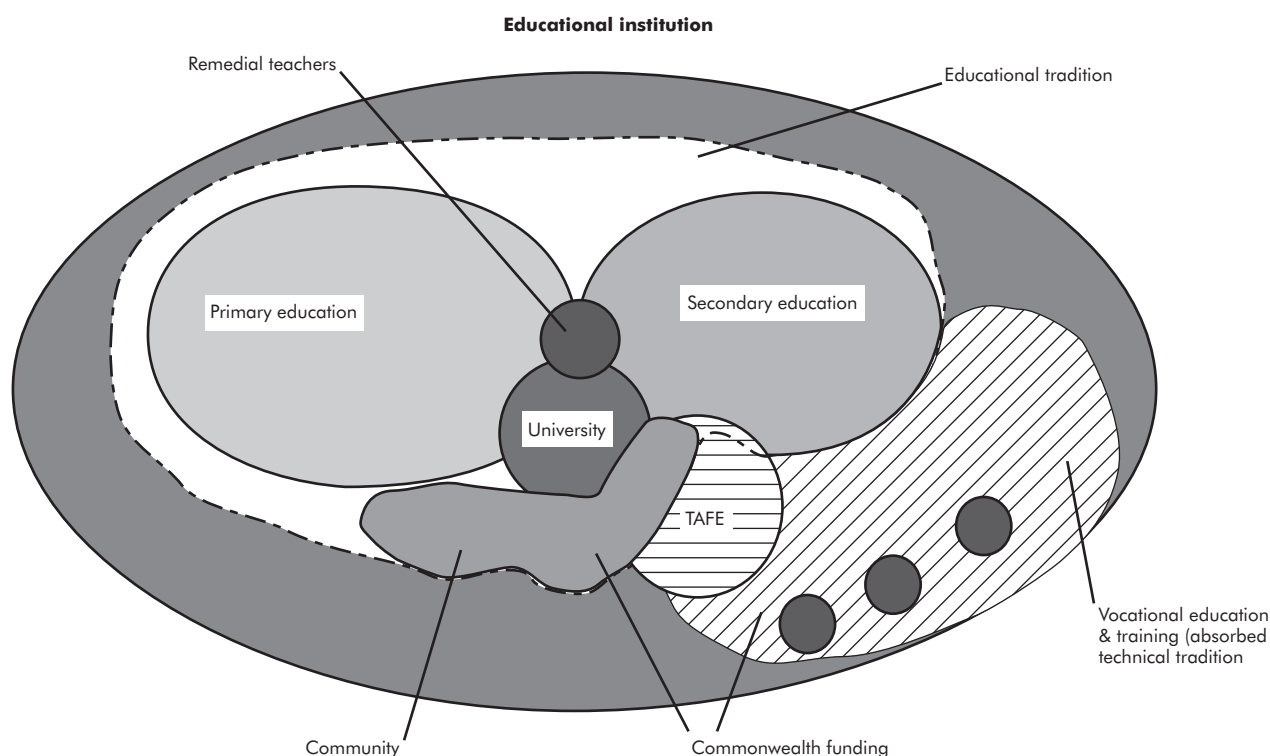 Educational institution
Remedial teachers
Educational tradition
Primary education
Secondary education
University
TAFE
Vocational education
& training (absorbed
technical tradition
Community
Commonwealth funding